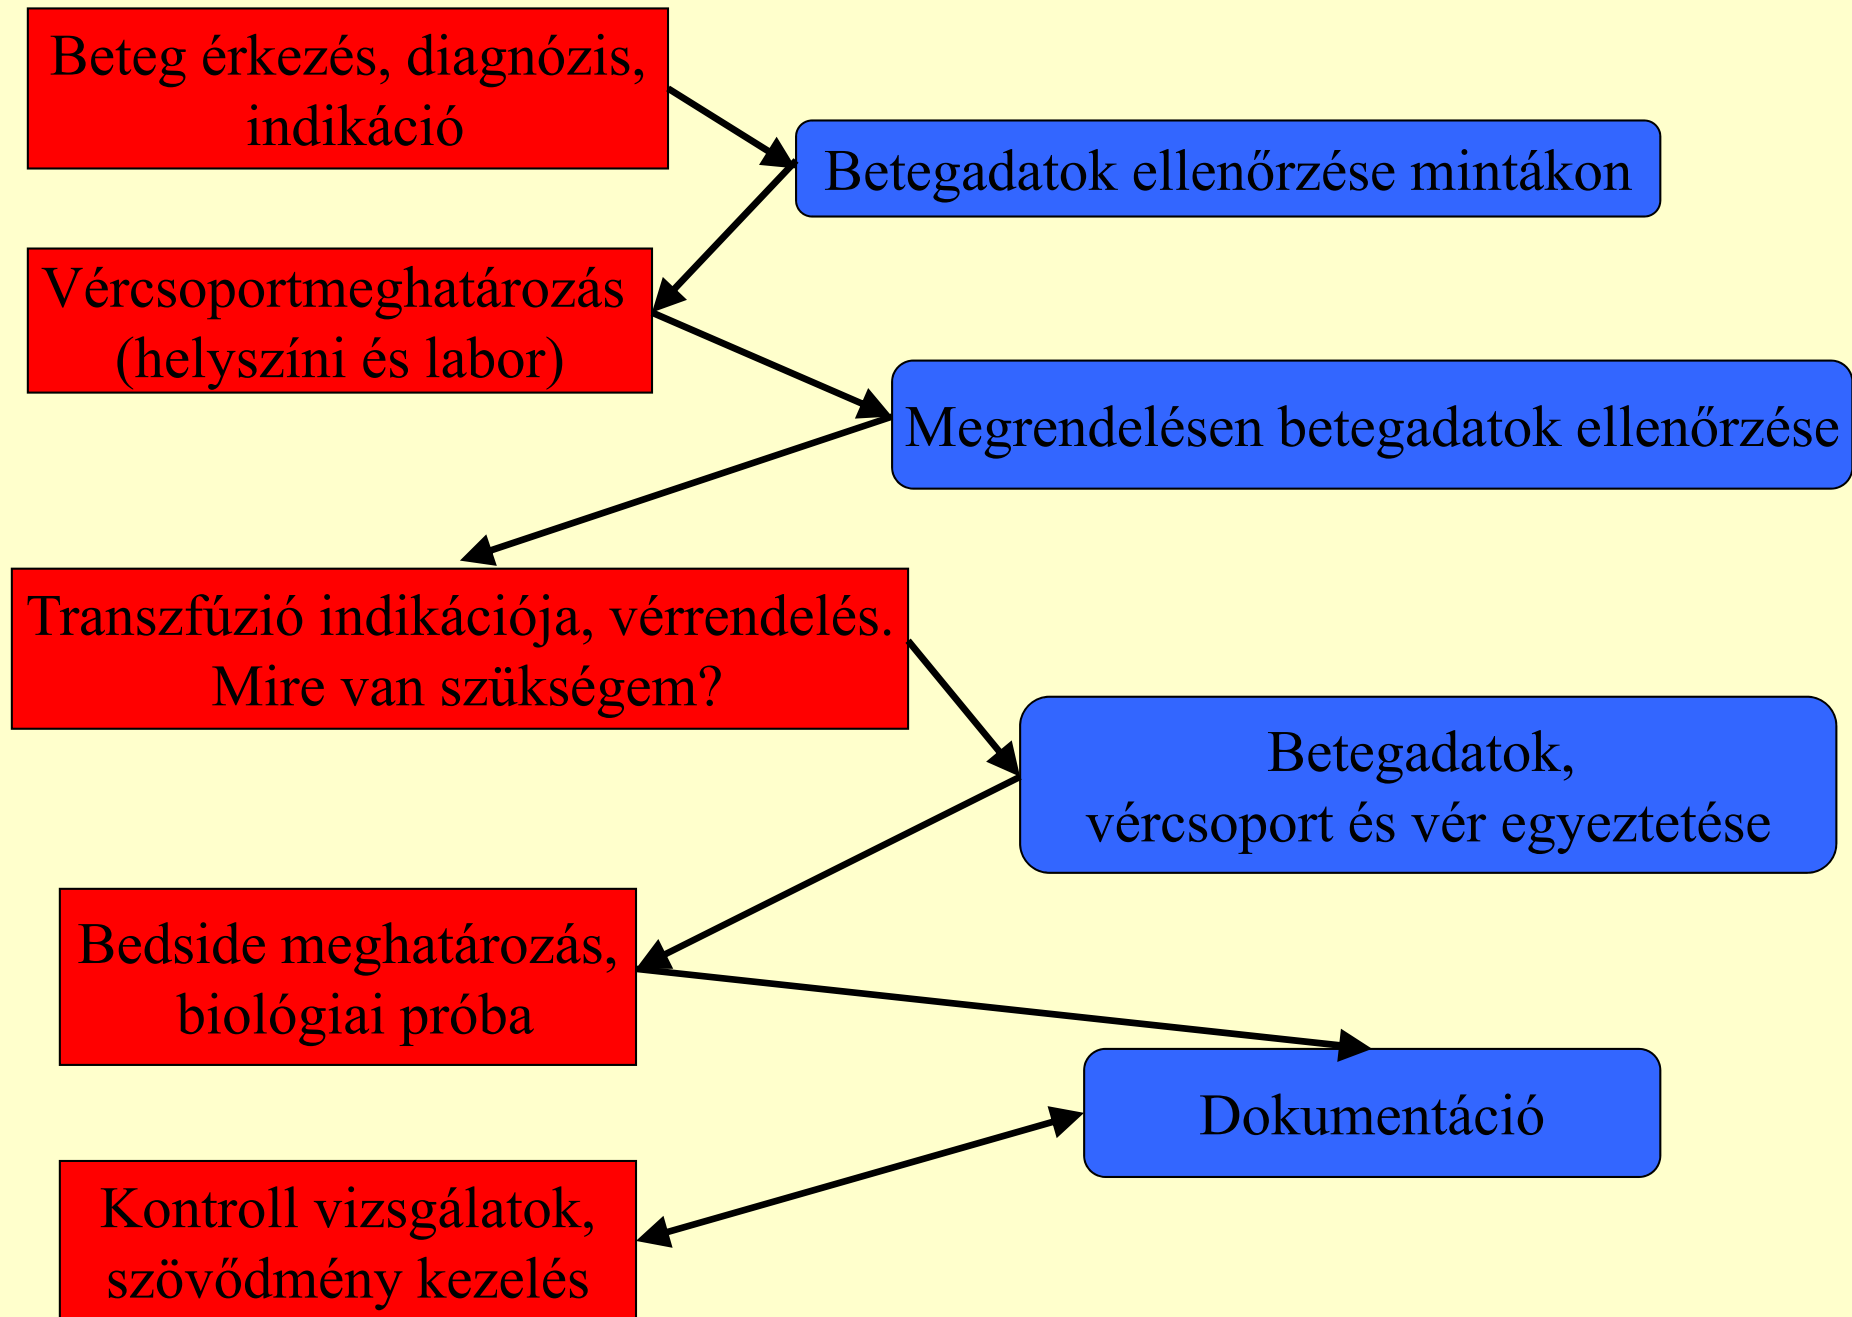 Beteg érkezés, diagnózis,
indikáció
Betegadatok ellenőrzése mintákon
Vércsoportmeghatározás
(helyszíni és labor)
Megrendelésen betegadatok ellenőrzése
Transzfúzió indikációja, vérrendelés.
Mire van szükségem?
Betegadatok,
vércsoport és vér egyeztetése
Bedside meghatározás,
biológiai próba
Dokumentáció
Kontroll vizsgálatok,
szövődmény kezelés